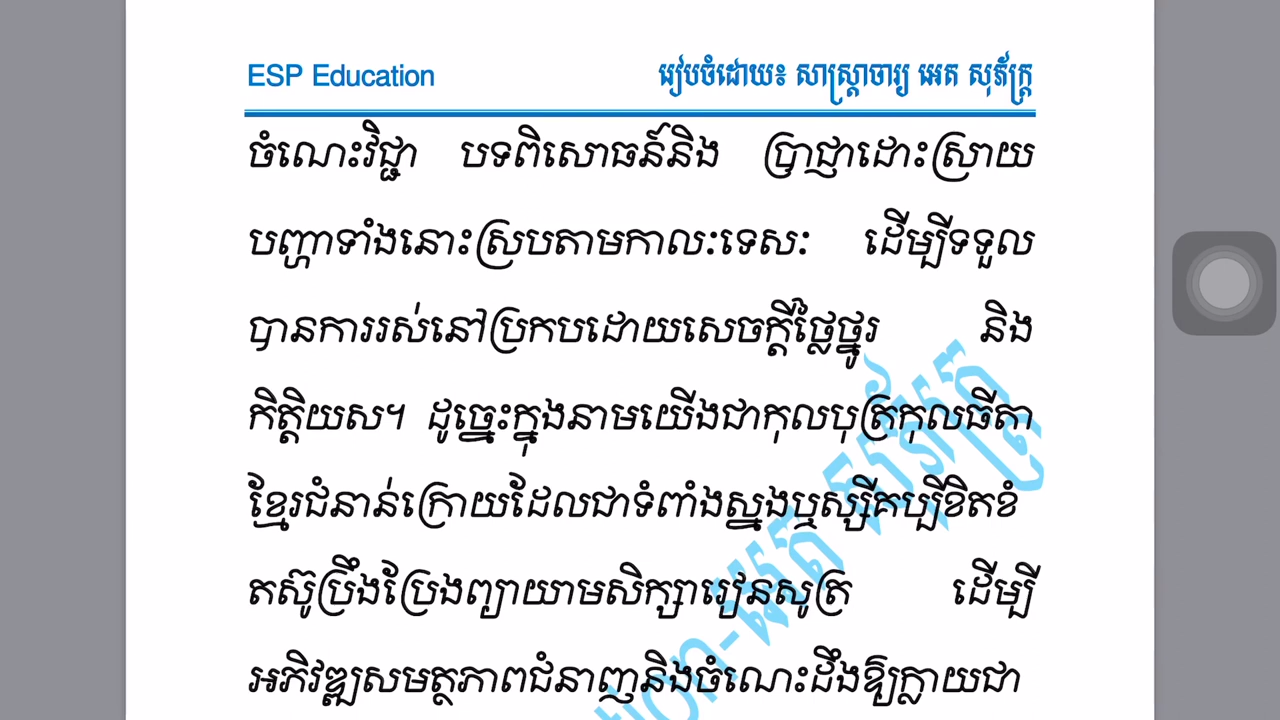 ESP Education រៀបចំដោយ៖ សាស្ត្រាចារ្យ អេត សុភ័ក្ត្រ
ចំណេះវិជ្ជា បទពិសោធន៍និង ប្រាជ្ញាដោះស្រាយ
បញ្ហាទាំងនោះស្របតាមកាលៈទេសៈ ដើម្បីទទួល
បានការរស់នៅប្រកបដោយសេចក្តីថ្លៃថ្នូរ និង
កិត្តិយស។ ដូច្នេះក្នុងនាមយើងជាកុលបុត្រកុលធីតា
ខ្មែរជំនាន់ក្រោយដែលជាទំពាំងស្នងឬស្សីគប្បីខិតខំ
តស៊ូប្រឹងប្រែងព្យាយាមសិក្សារៀនសូត្រ ដើម្បី
អភិវឌ្ឍសមត្ថភាពជំនាញនិងចំណេះដឹងឱ្យក្លាយជា